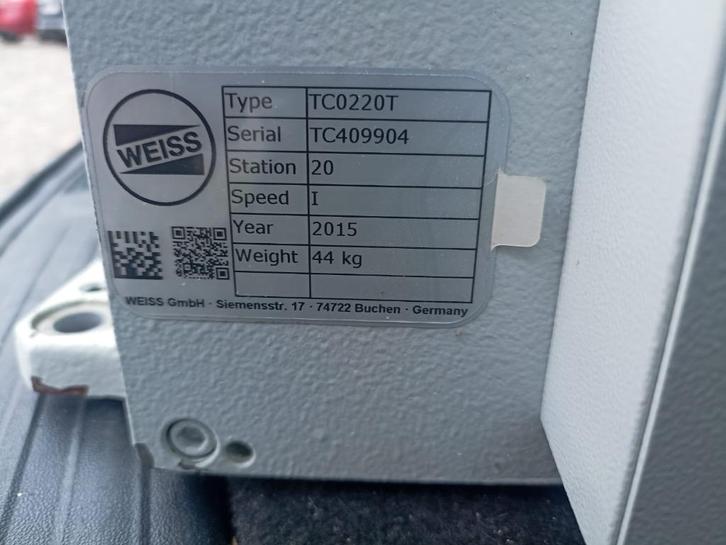 WEISS
Type TC0220T
Serial TC409904
Station 20
Speed I
Year 2015
Weight 44 kg
WEISS GmbH · Siemensstr. 17 · 74722 Buchen · Germany